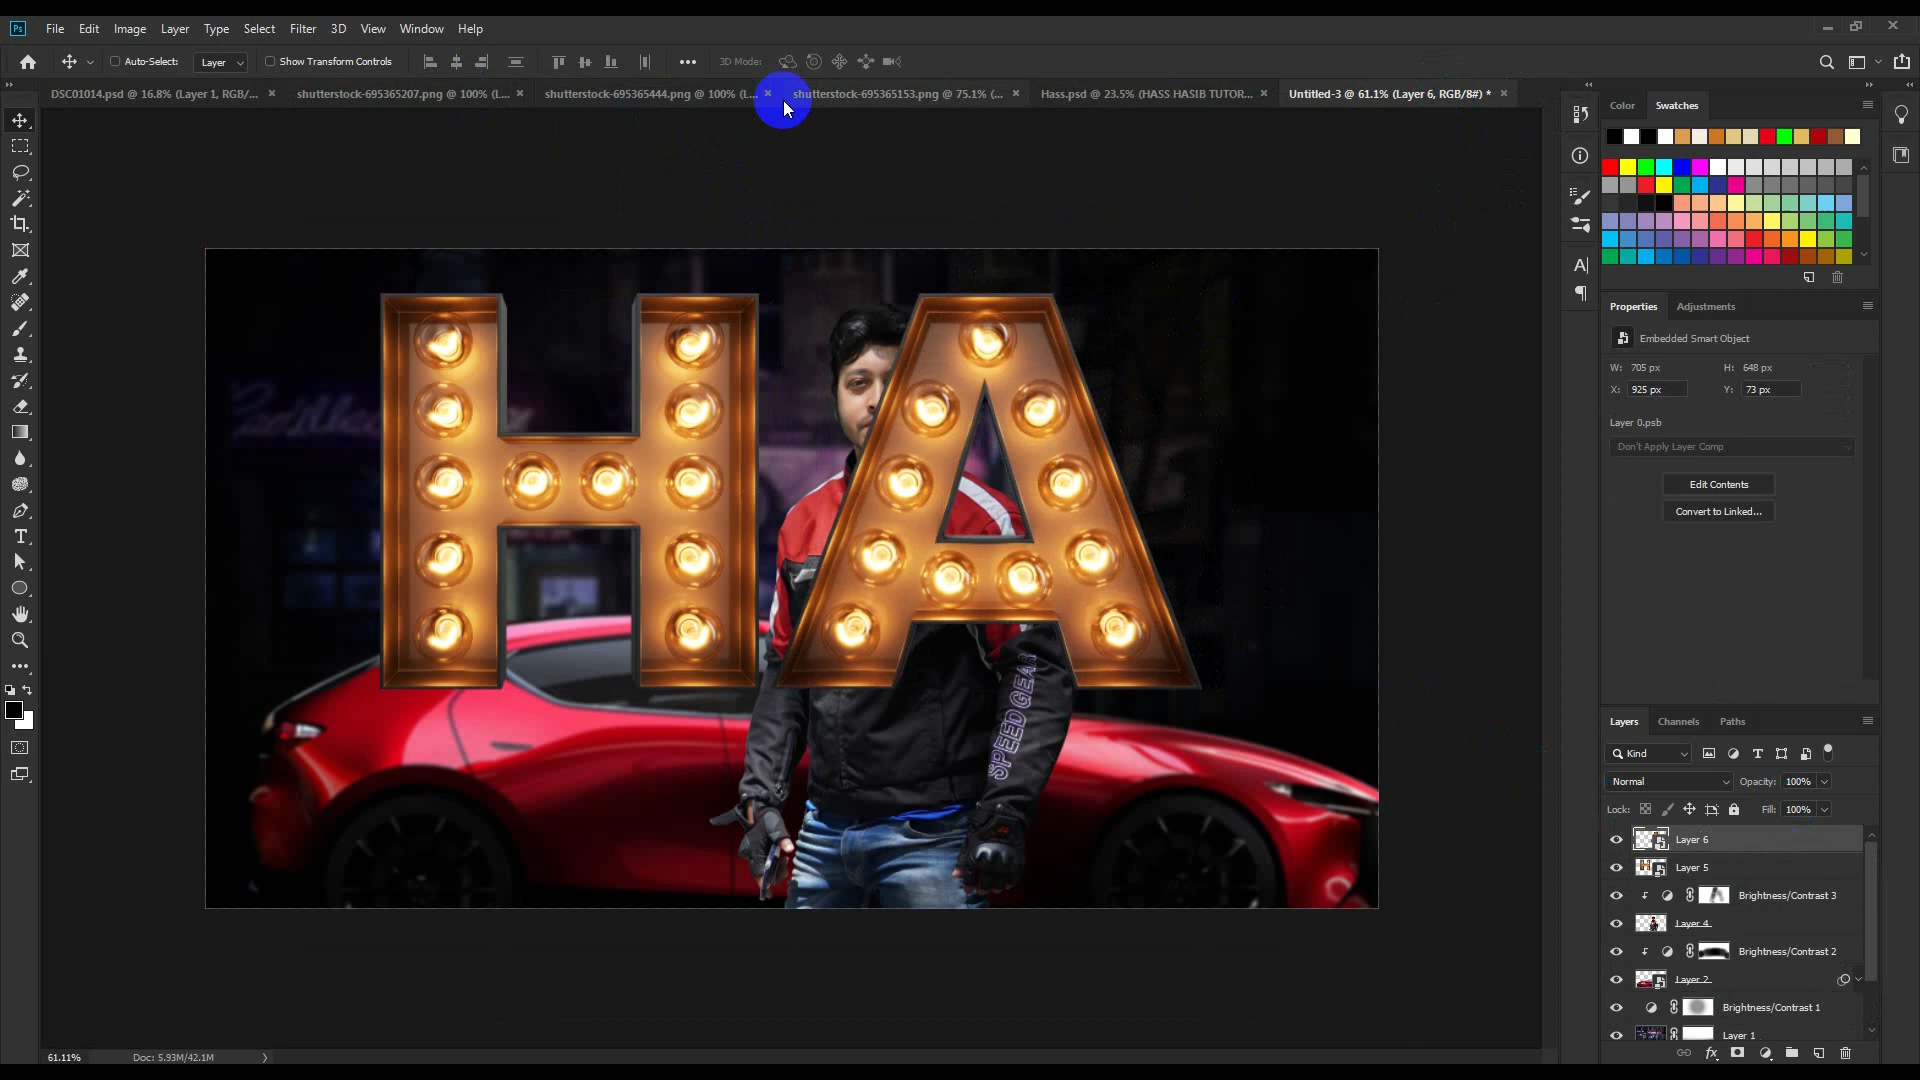 Ps File Edit Image Layer Type Select Filter 3D View Window Help
Auto-Select: Layer Show Transform Controls 3D Mode:
DSC01014.psd @ 16.8% (Layer 1, RGB/... × shutterstock-695365207.png @ 100% (L... × shutterstock-695365444.png @ 100% (L... × shutterstock-695365153.png @ 75.1% (... × Hass.psd @ 23.5% (HASS HASIB TUTOR... × Untitled-3 @ 61.1% (Layer 6, RGB/8#) * ×
Color Swatches
HA
SPEED GEAR
Properties Adjustments
Embedded Smart Object
W: 705 px H: 648 px
X: 925 px Y: 73 px
Layer 0.psb
Don't Apply Layer Comp
Edit Contents
Convert to Linked...
Layers Channels Paths
Kind
Normal Opacity: 100%
Lock: Fill: 100%
Layer 6
Layer 5
Brightness/Contrast 3
Layer 4
Brightness/Contrast 2
Layer 2
Brightness/Contrast 1
Layer 1
61.11% Doc: 5.93M/42.1M